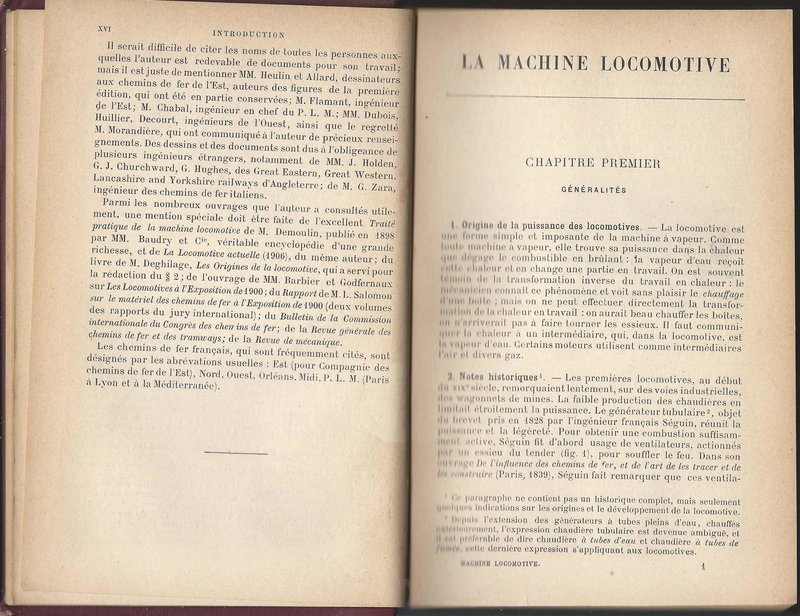 XVI
INTRODUCTION
Il serait difficile de citer les noms de toutes les personnes aux-
quelles l'auteur est redevable de documents pour son travail;
mais il est juste de mentionner MM. Heulin et Allard, dessinateurs
aux chemins de fer de l'Est, auteurs des figures de la première
édition, qui ont été en partie conservées; M. Flamant, ingénieur
de l'Est; M. Chabal, ingénieur en chef du P. L. M.; MM. Dubois,
Huillier, Decourt, ingénieurs de l'Ouest, ainsi que le regretté
M. Morandière, qui ont communiqué à l'auteur de précieux rensei-
gnements. Des dessins et des documents sont dus à l'obligeance de
plusieurs ingénieurs étrangers, notamment de MM. J. Holden,
G. J. Churchward, G. Hughes, des Great Eastern, Great Western,
Lancashire and Yorkshire railways d'Angleterre; de M. G. Zara,
ingénieur des chemins de fer italiens.
Parmi les nombreux ouvrages que l'auteur a consultés utile-
ment, une mention spéciale doit être faite de l'excellent Traité
pratique de la machine locomotive de M. Demoulin, publié en 1898
par MM. Baudry et Cie, véritable encyclopédie d'une grande
richesse, et de La Locomotive actuelle (1906), du même auteur; du
livre de M. Deghilage, Les Origines de la locomotive, qui a servi pour
la rédaction du § 2; de l'ouvrage de MM. Barbier et Godfernaux
sur Les Locomotives à l'Exposition de 1900; du Rapport de M. L. Salomon
sur le matériel des chemins de fer à l'Exposition de 1900 (deux volumes
des rapports du jury international); du Bulletin de la Commission
internationale du Congrès des chemins de fer; de la Revue générale des
chemins de fer et des tramways; de la Revue de mécanique.
Les chemins de fer français, qui sont fréquemment cités, sont
désignés par les abrévations usuelles : Est (pour Compagnie des
chemins de fer de l'Est), Nord, Ouest, Orléans, Midi, P. L. M. (Paris
à Lyon et à la Méditerranée).
LA MACHINE LOCOMOTIVE
CHAPITRE PREMIER
GÉNÉRALITÉS
1. Origine de la puissance des locomotives. — La locomotive est
une forme simple et imposante de la machine à vapeur. Comme
toute machine à vapeur, elle trouve sa puissance dans la chaleur
que dégage le combustible en brûlant : la vapeur d'eau reçoit
cette chaleur et en change une partie en travail. On est souvent
témoin de la transformation inverse du travail en chaleur : le
mécanicien connaît ce phénomène et voit sans plaisir le chauffage
d'une boîte; mais on ne peut effectuer directement la transfor-
mation de la chaleur en travail : on aurait beau chauffer les boîtes,
on n'arriverait pas à faire tourner les essieux. Il faut communi-
quer la chaleur à un intermédiaire, qui, dans la locomotive, est
la vapeur d'eau. Certains moteurs utilisent comme intermédiaires
l'air et divers gaz.
2. Notes historiques¹. — Les premières locomotives, au début
du XIXe siècle, remorquaient lentement, sur des voies industrielles,
des wagonnets de mines. La faible production des chaudières en
limitait étroitement la puissance. Le générateur tubulaire², objet
du brevet pris en 1828 par l'ingénieur français Séguin, réunit la
puissance et la légèreté. Pour obtenir une combustion suffisam-
ment active, Séguin fit d'abord usage de ventilateurs, actionnés
par un essieu du tender (fig. 1), pour souffler le feu. Dans son
ouvrage De l'influence des chemins de fer, et de l'art de les tracer et de
les construire (Paris, 1839), Séguin fait remarquer que ces ventila-
¹ Ce paragraphe ne contient pas un historique complet, mais seulement
quelques indications sur les origines et le développement de la locomotive.
² Depuis l'extension des générateurs à tubes pleins d'eau, chauffés
extérieurement, l'expression chaudière tubulaire est devenue ambiguë, et
il est préférable de dire chaudière à tubes d'eau et chaudière à tubes de
fumée, cette dernière expression s'appliquant aux locomotives.
MACHINE LOCOMOTIVE.
1